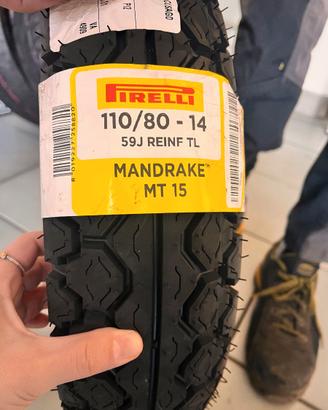 PIRELLI
110/80 - 14
59J REINF TL
MANDRAKE™
MT 15